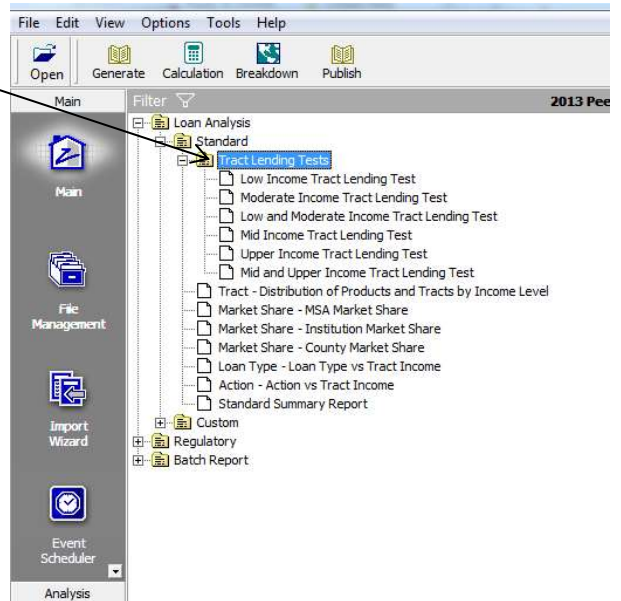 File Edit View Options Tools Help
Open Generate Calculation Breakdown Publish
Main Filter 2013 Pee
Loan Analysis
Standard
Tract Lending Tests
Low Income Tract Lending Test
Moderate Income Tract Lending Test
Low and Moderate Income Tract Lending Test
Mid Income Tract Lending Test
Upper Income Tract Lending Test
Mid and Upper Income Tract Lending Test
Tract - Distribution of Products and Tracts by Income Level
Market Share - MSA Market Share
Market Share - Institution Market Share
Market Share - County Market Share
Loan Type - Loan Type vs Tract Income
Action - Action vs Tract Income
Standard Summary Report
Custom
Regulatory
Batch Report
Main
File
Management
Import
Wizard
Event
Scheduler
Analysis